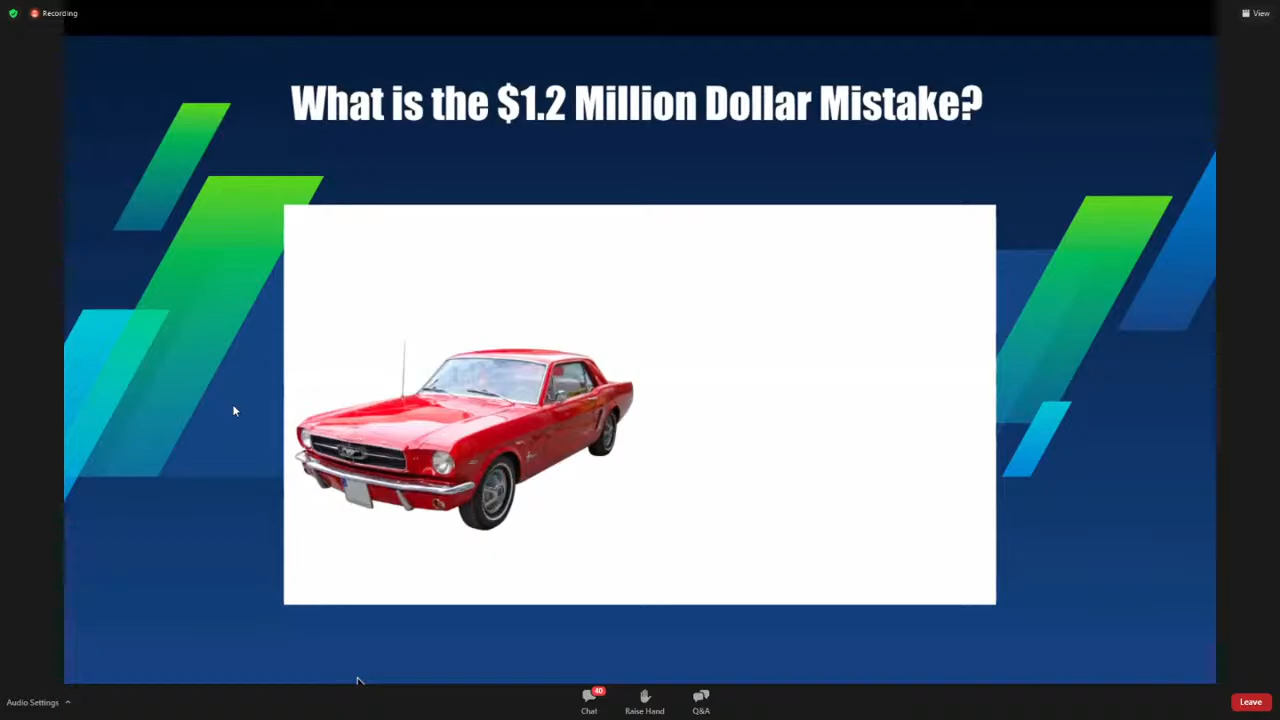 Recording
View
What is the $1.2 Million Dollar Mistake?
Audio Settings
40
Chat
Raise Hand
Q&A
Leave